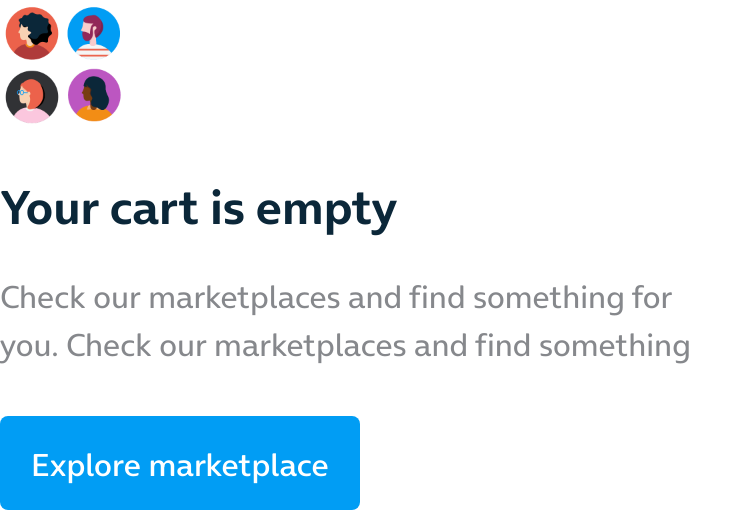 Your cart is empty
Check our marketplaces and find something for
you. Check our marketplaces and find something
Explore marketplace